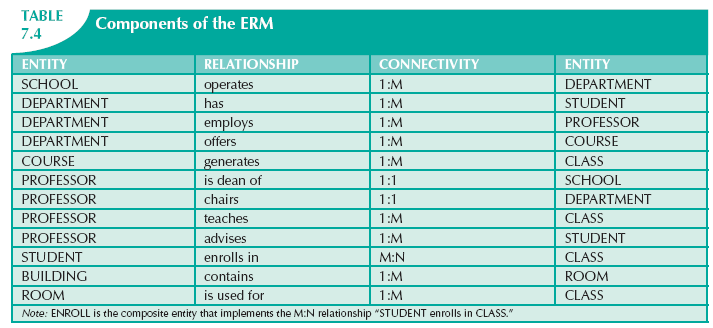 TABLE
7.4
Components of the ERM
ENTITY RELATIONSHIP CONNECTIVITY ENTITY
SCHOOL operates 1:M DEPARTMENT
DEPARTMENT has 1:M STUDENT
DEPARTMENT employs 1:M PROFESSOR
DEPARTMENT offers 1:M COURSE
COURSE generates 1:M CLASS
PROFESSOR is dean of 1:1 SCHOOL
PROFESSOR chairs 1:1 DEPARTMENT
PROFESSOR teaches 1:M CLASS
PROFESSOR advises 1:M STUDENT
STUDENT enrolls in M:N CLASS
BUILDING contains 1:M ROOM
ROOM is used for 1:M CLASS
Note: ENROLL is the composite entity that implements the M:N relationship “STUDENT enrolls in CLASS.”